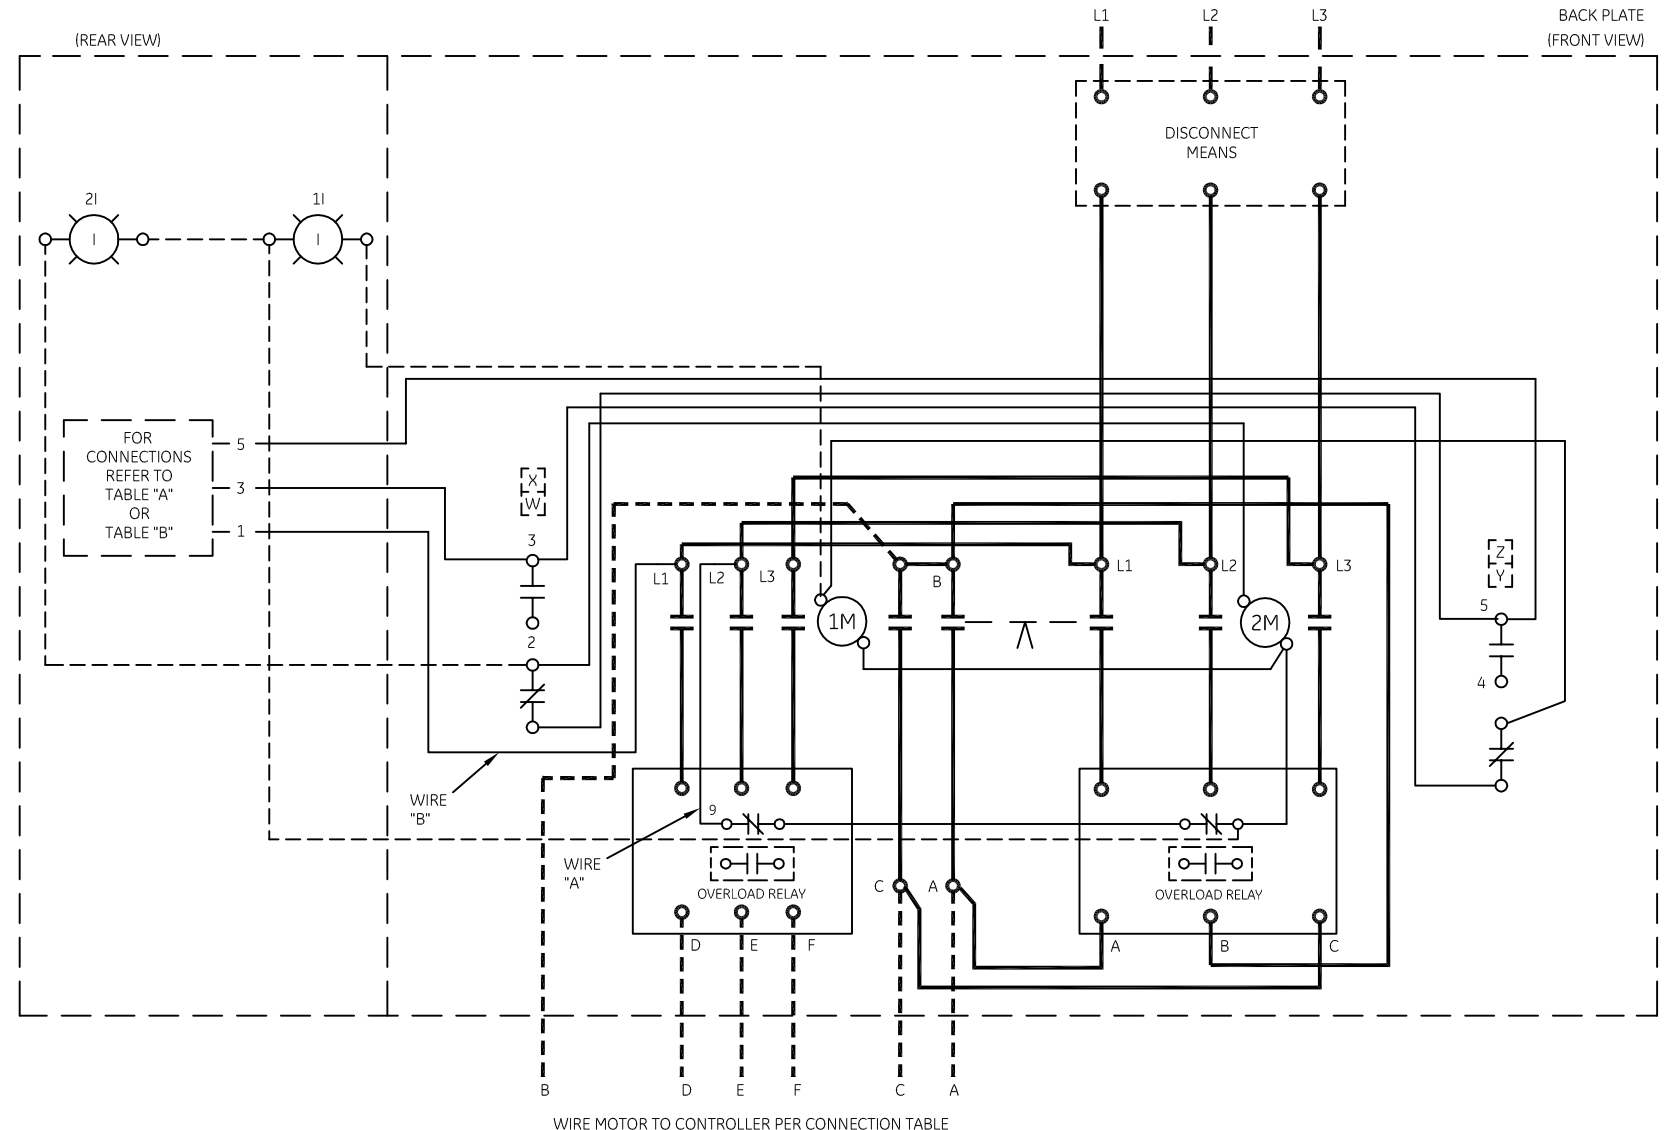 L1
L2
L3
BACK PLATE
(REAR VIEW)
(FRONT VIEW)
DISCONNECT
MEANS
2I
1I
I
I
FOR
CONNECTIONS
REFER TO
TABLE "A"
OR
TABLE "B"
5
3
1
X
W
3
2
L1
L2
L3
B
L1
L2
L3
1M
2M
Z
Y
5
4
WIRE
"B"
9
WIRE
"A"
OVERLOAD RELAY
C
A
OVERLOAD RELAY
D
E
F
A
B
C
B
D
E
F
C
A
WIRE MOTOR TO CONTROLLER PER CONNECTION TABLE